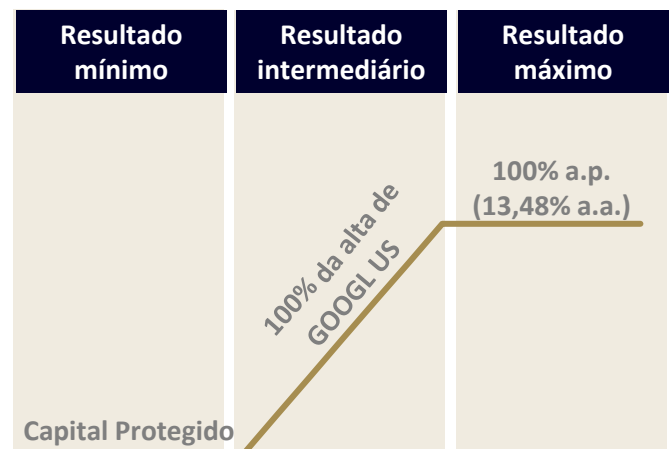 Resultado
mínimo
Resultado
intermediário
Resultado
máximo
100% a.p.
(13,48% a.a.)
100% da alta de
GOOGL US
Capital Protegido